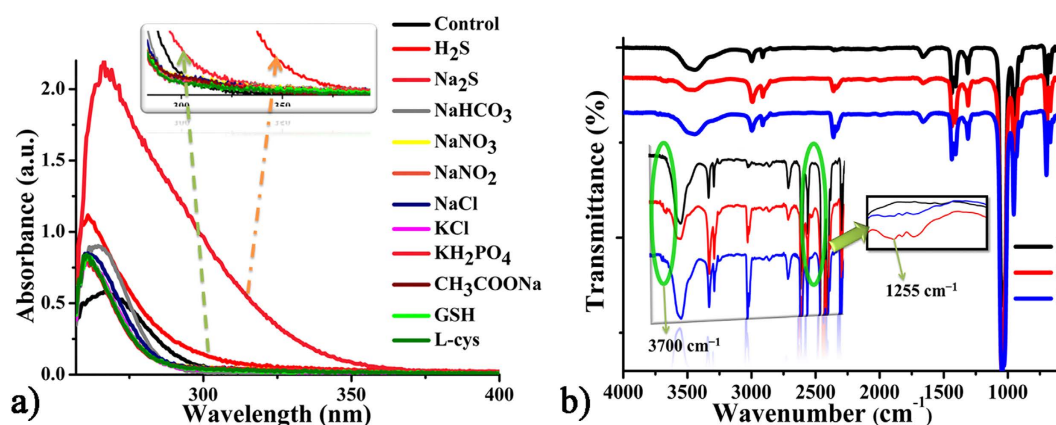 Control
H₂S
Na₂S
NaHCO₃
NaNO₃
NaNO₂
NaCl
KCl
KH₂PO₄
CH₃COONa
GSH
L-cys
Absorbance (a.u.)
2.0
1.5
1.0
0.5
0.0
300
350
300
350
400
Wavelength (nm)
a)
Transmittance (%)
3700 cm⁻¹
1255 cm⁻¹
4000
3500
3000
2500
2000
1500
1000
Wavenumber (cm⁻¹)
b)